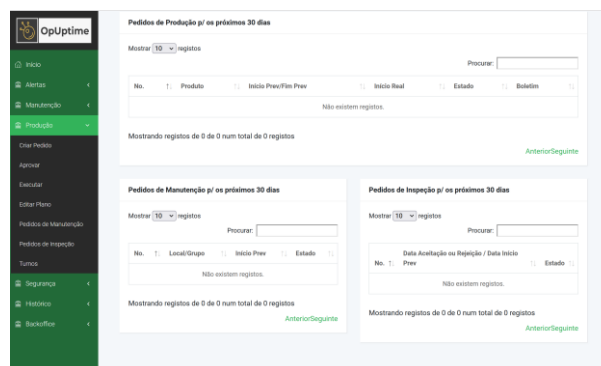 OpUptime
Início
Alertas
Manutenção
Produção
Criar Pedido
Aprovar
Executar
Editar Plano
Pedidos de Manutenção
Pedidos de Inspeção
Turnos
Segurança
Histórico
Backoffice
Pedidos de Produção p/ os próximos 30 dias
Mostrar 10 registos
Procurar:
No. Produto Início Prev/Fim Prev Início Real Estado Boletim
Não existem registos.
Mostrando registos de 0 de 0 num total de 0 registos
AnteriorSeguinte
Pedidos de Manutenção p/ os próximos 30 dias
Mostrar 10 registos
Procurar:
No. Local/Grupo Início Prev Estado
Não existem registos.
Mostrando registos de 0 de 0 num total de 0 registos
AnteriorSeguinte
Pedidos de Inspeção p/ os próximos 30 dias
Mostrar 10 registos
Procurar:
Data Aceitação ou Rejeição / Data Início
No. Prev Estado
Não existem registos.
Mostrando registos de 0 de 0 num total de 0 registos
AnteriorSeguinte